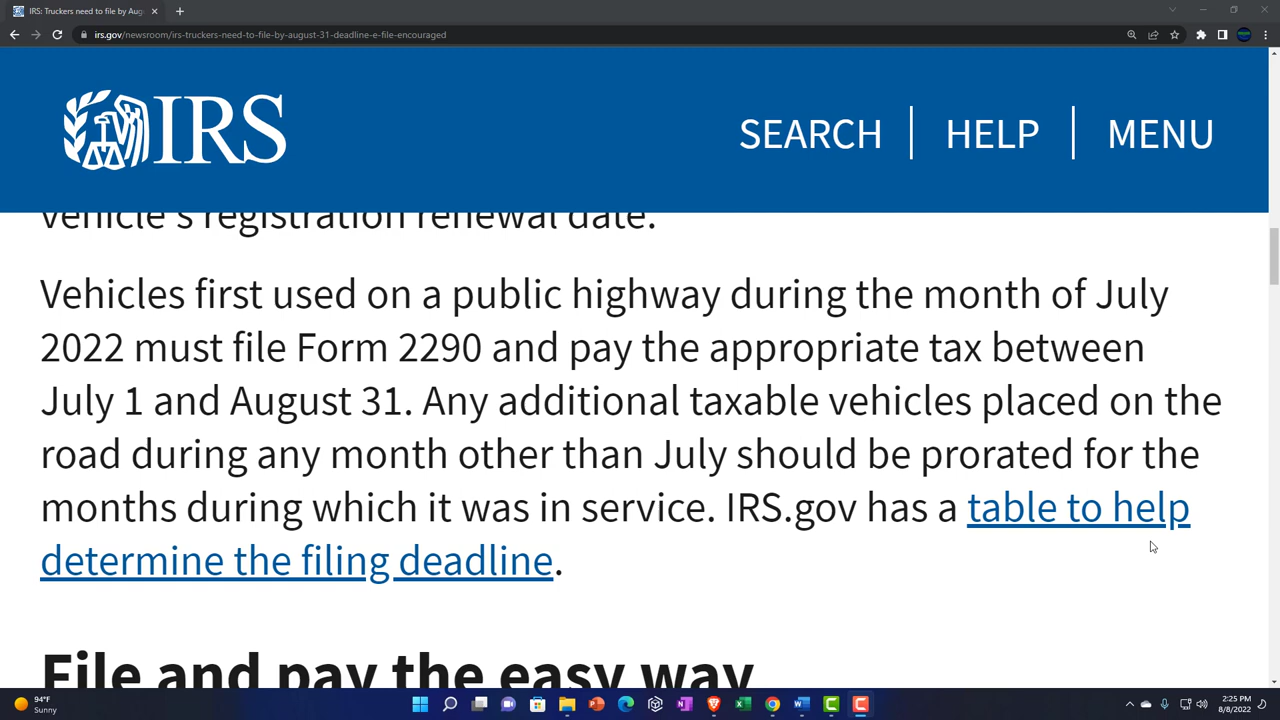 IRS: Truckers need to file by Aug
irs.gov/newsroom/irs-truckers-need-to-file-by-august-31-deadline-e-file-encouraged
IRS
SEARCH
HELP
MENU
vehicle's registration renewal date.
Vehicles first used on a public highway during the month of July
2022 must file Form 2290 and pay the appropriate tax between
July 1 and August 31. Any additional taxable vehicles placed on the
road during any month other than July should be prorated for the
months during which it was in service. IRS.gov has a table to help
determine the filing deadline.
File and pay the easy way
94°F
Sunny
2:25 PM
8/8/2022